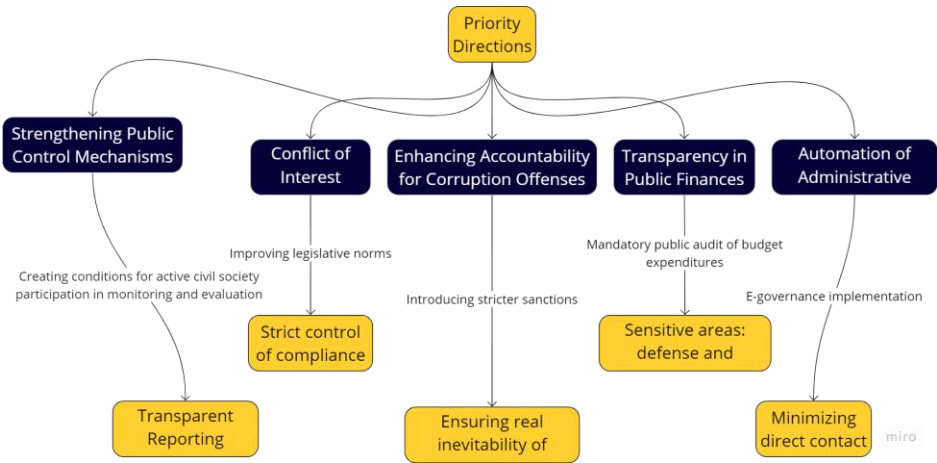 Priority
Directions
Strengthening Public
Control Mechanisms
Conflict of
Interest
Enhancing Accountability
for Corruption Offenses
Transparency in
Public Finances
Automation of
Administrative
Creating conditions for active civil society
participation in monitoring and evaluation
Improving legislative norms
Introducing stricter sanctions
Mandatory public audit of budget
expenditures
E-governance implementation
Transparent
Reporting
Strict control
of compliance
Ensuring real
inevitability of
Sensitive areas:
defense and
Minimizing
direct contact
miro